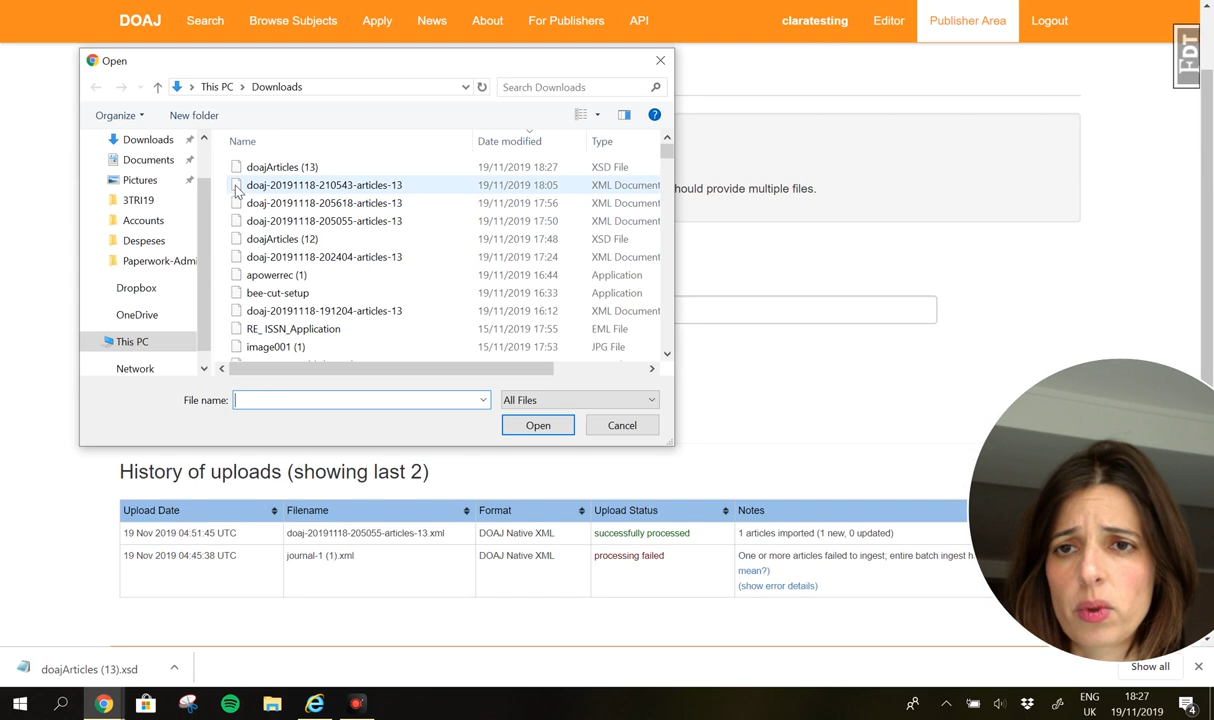 DOAJ Search Browse Subjects Apply News About For Publishers API claratesting Editor Publisher Area Logout
FDT
Open
This PC > Downloads
Search Downloads
Organize New folder
Name Date modified Type
Downloads
Documents
Pictures
3TRI19
Accounts
Despeses
Paperwork-Admi
Dropbox
OneDrive
This PC
Network
doajArticles (13) 19/11/2019 18:27 XSD File
doaj-20191118-210543-articles-13 19/11/2019 18:05 XML Document
doaj-20191118-205618-articles-13 19/11/2019 17:56 XML Document
doaj-20191118-205055-articles-13 19/11/2019 17:50 XML Document
doajArticles (12) 19/11/2019 17:48 XSD File
doaj-20191118-202404-articles-13 19/11/2019 17:24 XML Document
apowerrec (1) 19/11/2019 16:44 Application
bee-cut-setup 19/11/2019 16:33 Application
doaj-20191118-191204-articles-13 19/11/2019 16:12 XML Document
RE_ ISSN_Application 15/11/2019 17:55 EML File
image001 (1) 15/11/2019 17:53 JPG File
File name: All Files
Open Cancel
hould provide multiple files.
History of uploads (showing last 2)
Upload Date Filename Format Upload Status Notes
19 Nov 2019 04:51:45 UTC doaj-20191118-205055-articles-13.xml DOAJ Native XML successfully processed 1 articles imported (1 new, 0 updated)
19 Nov 2019 04:45:38 UTC journal-1 (1).xml DOAJ Native XML processing failed One or more articles failed to ingest; entire batch ingest h
mean?)
(show error details)
doajArticles (13).xsd
Show all
ENG
UK
18:27
19/11/2019
4